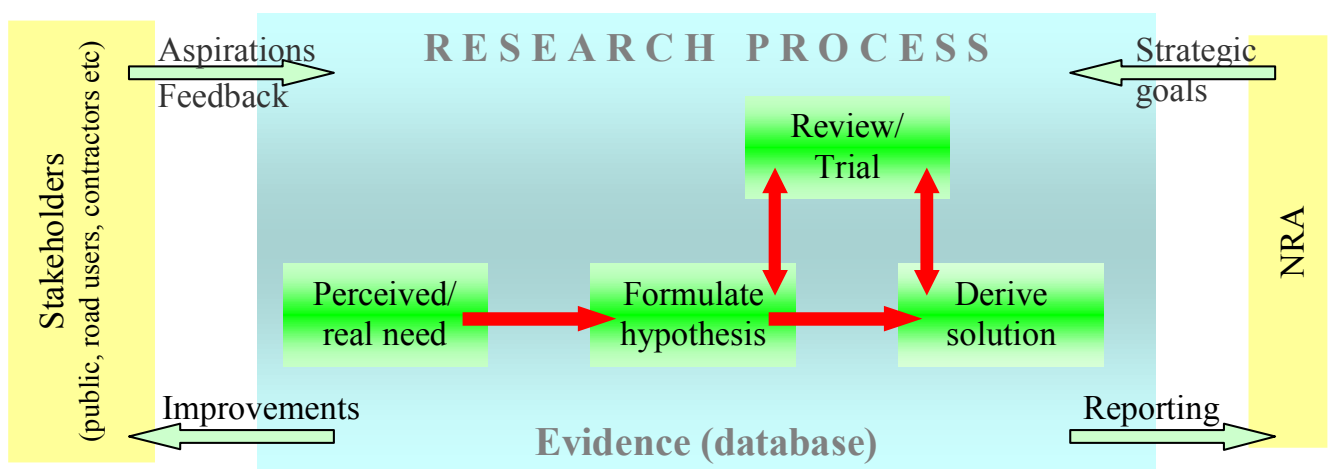 RESEARCH PROCESS
Aspirations
Feedback
Strategic
goals
Stakeholders
(public, road users, contractors etc)
Review/
Trial
NRA
Perceived/
real need
Formulate
hypothesis
Derive
solution
Improvements
Reporting
Evidence (database)